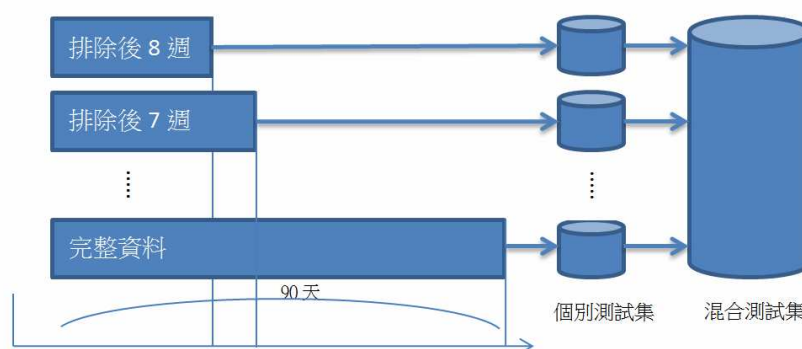 排除後 8 週
排除後 7 週
完整資料
90 天
個別測試集
混合測試集